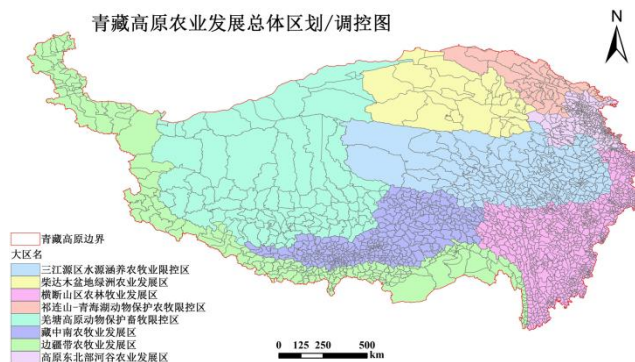 青藏高原农业发展总体区划/调控图
N
青藏高原边界
大区名
三江源区水源涵养农牧业限控区
柴达木盆地绿洲农业发展区
横断山区农林牧业发展区
祁连山-青海湖动物保护农牧限控区
羌塘高原动物保护畜牧限控区
藏中南农牧业发展区
边疆带农牧业发展区
高原东北部河谷农业发展区
0 125 250 500
km